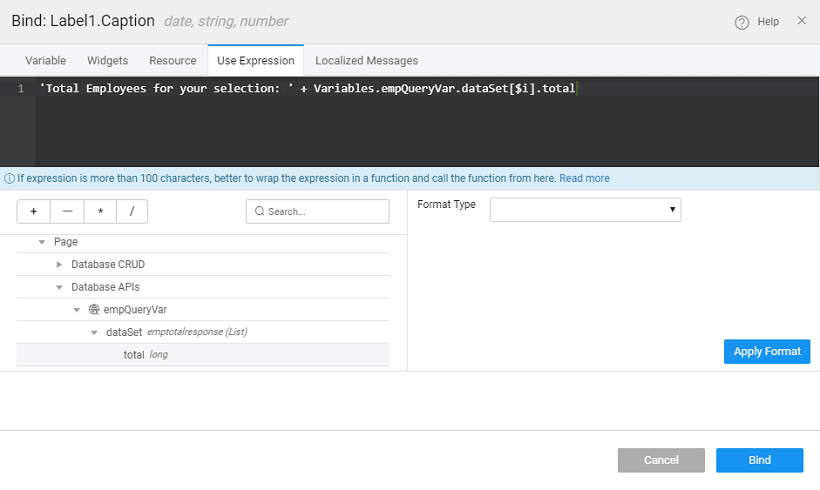 Bind: Label1.Caption date, string, number
Help ×
Variable Widgets Resource Use Expression Localized Messages
1 'Total Employees for your selection: ' + Variables.empQueryVar.dataSet[$i].total
If expression is more than 100 characters, better to wrap the expression in a function and call the function from here. Read more
+ — * / Search...
Format Type
Page
Database CRUD
Database APIs
empQueryVar
dataSet emptotalresponse (List)
total long
Apply Format
Cancel Bind